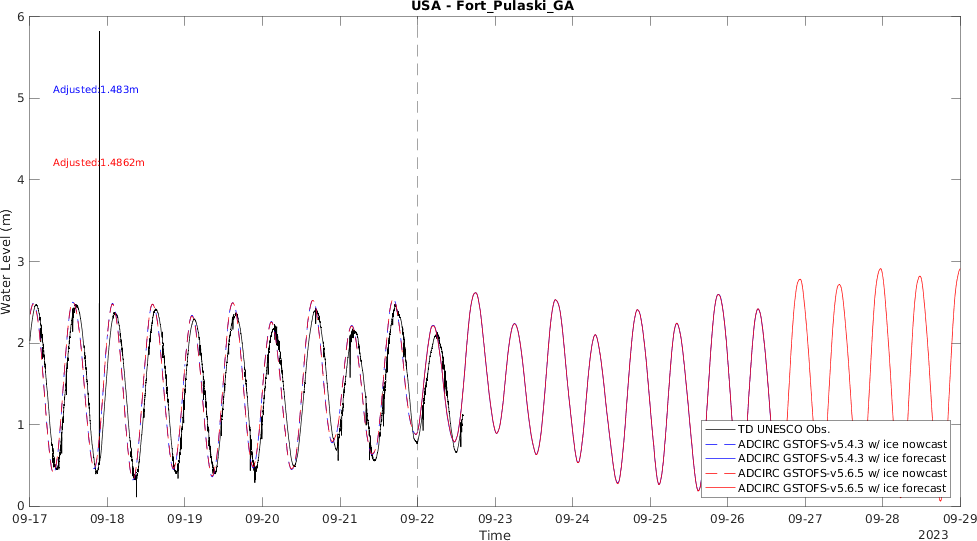 USA - Fort_Pulaski_GA
6
5
4
3
2
1
0
Water Level (m)
Adjusted:1.483m
Adjusted:1.4862m
TD UNESCO Obs.
ADCIRC GSTOFS-v5.4.3 w/ ice nowcast
ADCIRC GSTOFS-v5.4.3 w/ ice forecast
ADCIRC GSTOFS-v5.6.5 w/ ice nowcast
ADCIRC GSTOFS-v5.6.5 w/ ice forecast
09-17 09-18 09-19 09-20 09-21 09-22 09-23 09-24 09-25 09-26 09-27 09-28 09-29
Time
2023